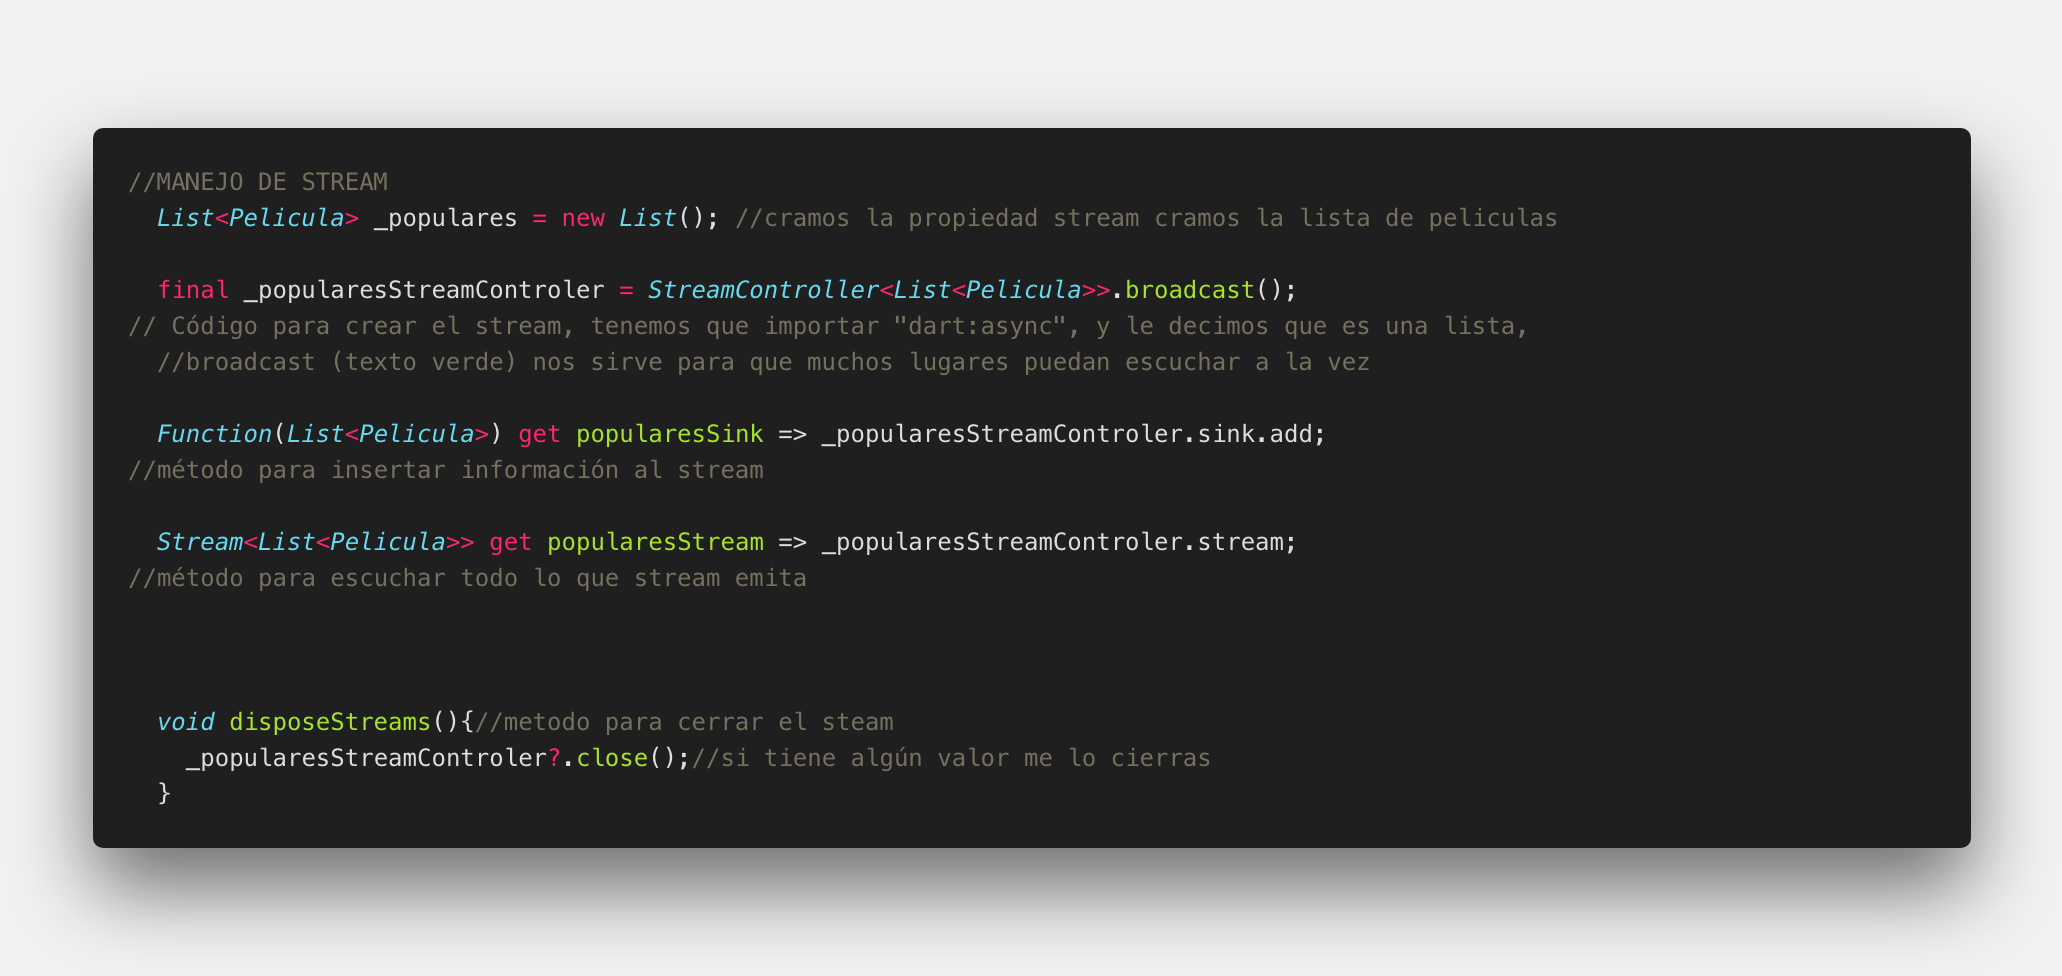 //MANEJO DE STREAM
List<Pelicula> _populares = new List(); //cramos la propiedad stream cramos la lista de peliculas
final _popularesStreamControler = StreamController<List<Pelicula>>.broadcast();
// Código para crear el stream, tenemos que importar "dart:async", y le decimos que es una lista,
//broadcast (texto verde) nos sirve para que muchos lugares puedan escuchar a la vez
Function(List<Pelicula>) get popularesSink => _popularesStreamControler.sink.add;
//método para insertar información al stream
Stream<List<Pelicula>> get popularesStream => _popularesStreamControler.stream;
//método para escuchar todo lo que stream emita
void disposeStreams(){//metodo para cerrar el steam
_popularesStreamControler?.close();//si tiene algún valor me lo cierras
}